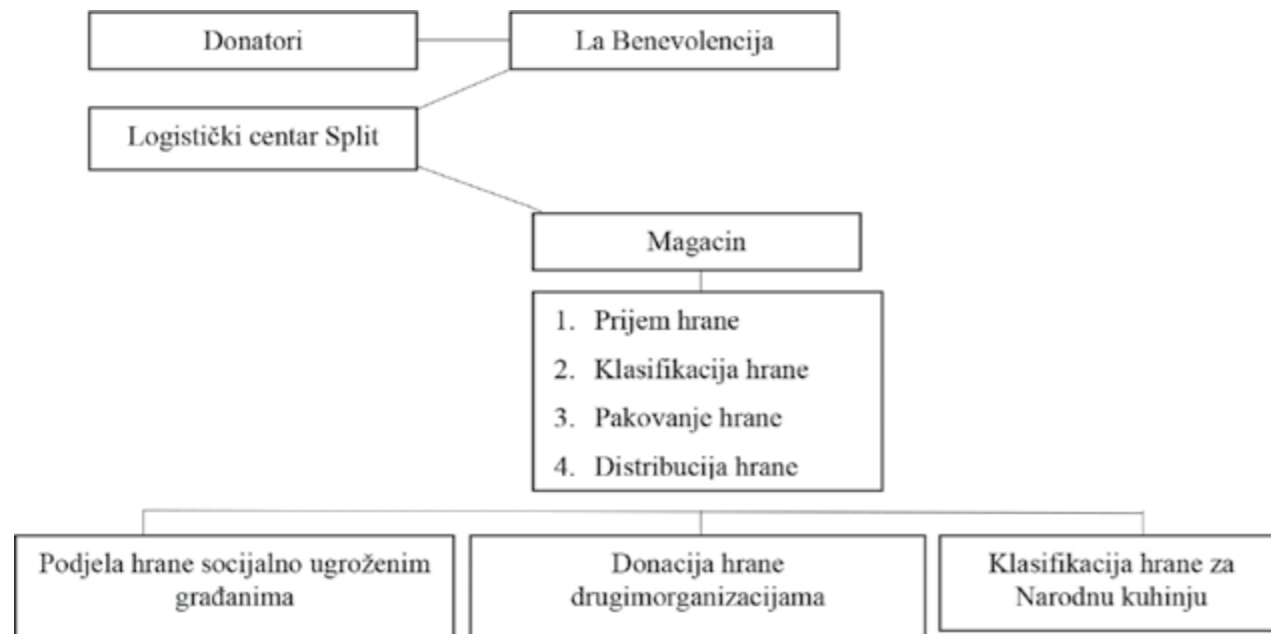 Donatori
La Benevolencija
Logistički centar Split
Magacin
1. Prijem hrane
2. Klasifikacija hrane
3. Pakovanje hrane
4. Distribucija hrane
Podjela hrane socijalno ugroženim
građanima
Donacija hrane
drugimorganizacijama
Klasifikacija hrane za
Narodnu kuhinju